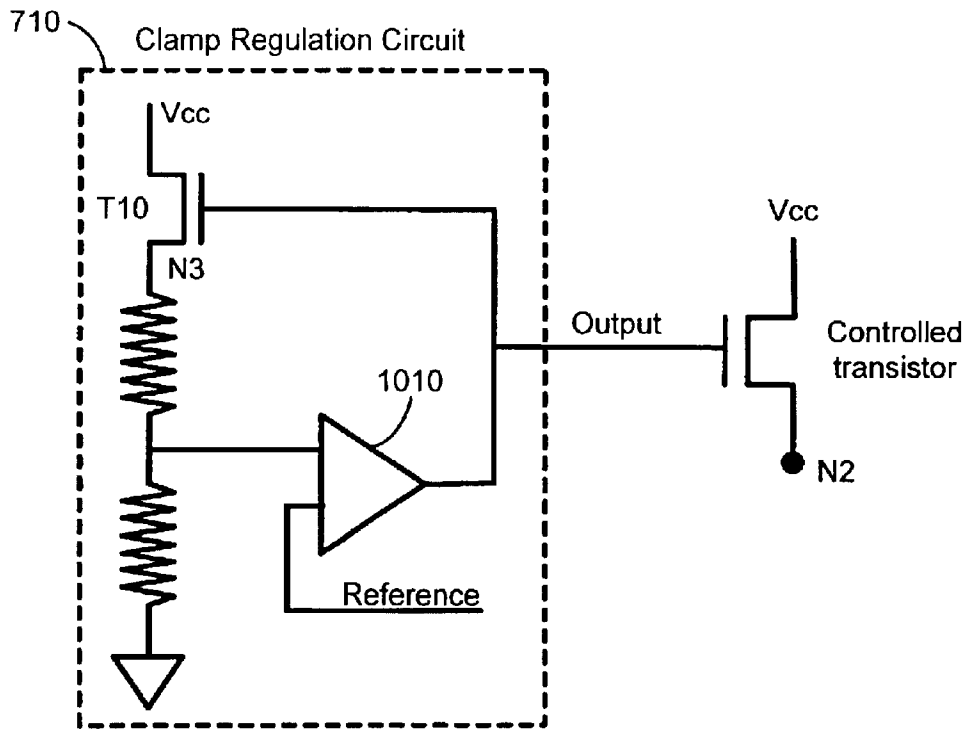 710
Clamp Regulation Circuit
Vcc
T10
N3
Vcc
Output
Controlled
transistor
1010
N2
Reference